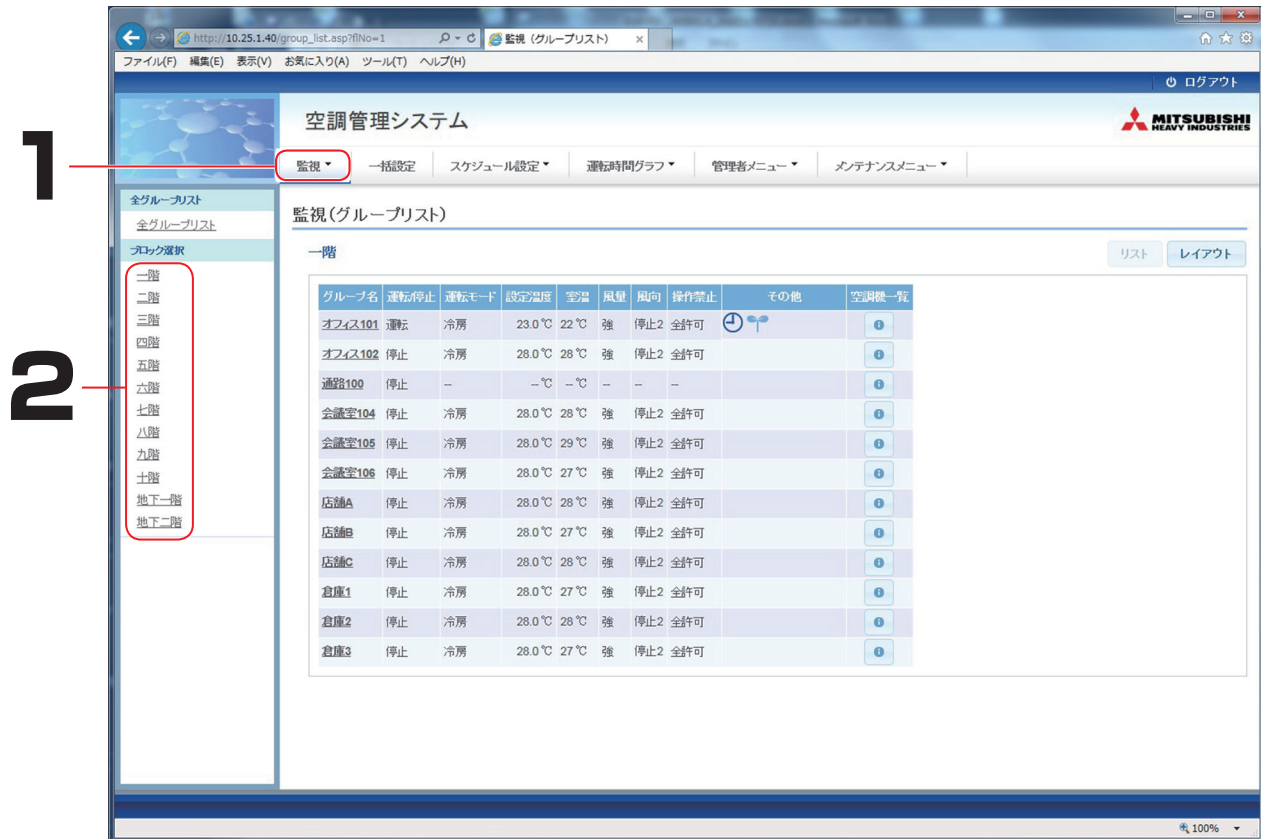 http://10.25.1.40/group_list.asp?flNo=1 監視 (グループリスト) ×
ファイル(F) 編集(E) 表示(V) お気に入り(A) ツール(T) ヘルプ(H)
ログアウト
空調管理システム
MITSUBISHI
HEAVY INDUSTRIES
1
監視▼ 一括設定 スケジュール設定▼ 運転時間グラフ▼ 管理者メニュー▼ メンテナンスメニュー▼
全グループリスト
全グループリスト
ブロック選択
2
一階
二階
三階
四階
五階
六階
七階
八階
九階
十階
地下一階
地下二階
監視(グループリスト)
一階 リスト レイアウト
グループ名 運転/停止 運転モード 設定温度 室温 風量 風向 操作禁止 その他 空調機一覧
オフィス101 運転 冷房 23.0℃ 22℃ 強 停止2 全許可
オフィス102 停止 冷房 28.0℃ 28℃ 強 停止2 全許可
通路100 停止 -- --℃ --℃ -- -- --
会議室104 停止 冷房 28.0℃ 28℃ 強 停止2 全許可
会議室105 停止 冷房 28.0℃ 29℃ 強 停止2 全許可
会議室106 停止 冷房 28.0℃ 27℃ 強 停止2 全許可
店舗A 停止 冷房 28.0℃ 28℃ 強 停止2 全許可
店舗B 停止 冷房 28.0℃ 27℃ 強 停止2 全許可
店舗C 停止 冷房 28.0℃ 28℃ 強 停止2 全許可
倉庫1 停止 冷房 28.0℃ 27℃ 強 停止2 全許可
倉庫2 停止 冷房 28.0℃ 28℃ 強 停止2 全許可
倉庫3 停止 冷房 28.0℃ 27℃ 強 停止2 全許可
100%